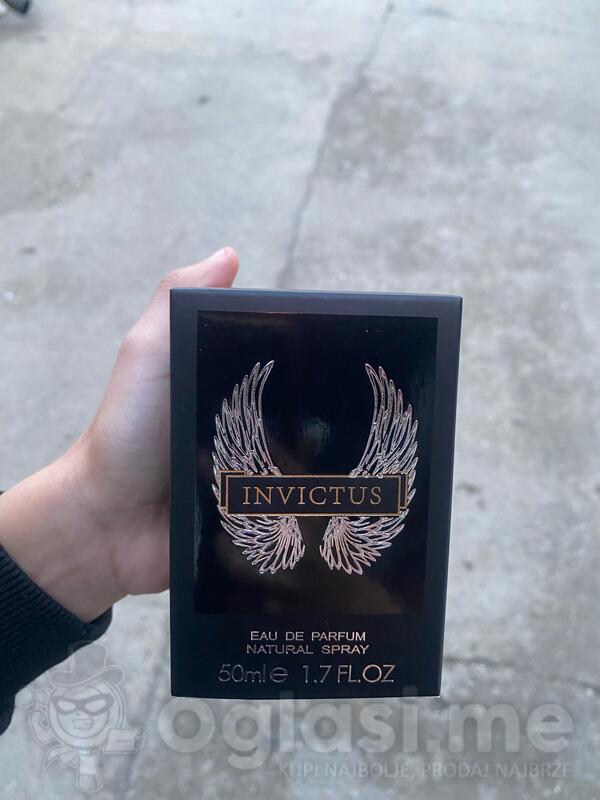 INVICTUS
EAU DE PARFUM
NATURAL SPRAY
50ml℮ 1.7 FL.OZ
Oglasi.me
KUPI NAJBOLJE, PRODAJ NAJBRŽE